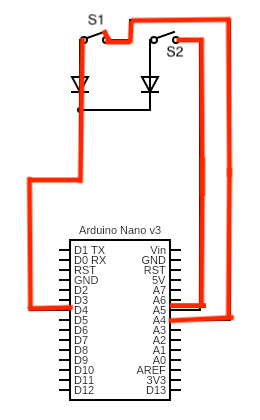 S1
S2
Arduino Nano v3
D1 TX Vin
D0 RX GND
RST RST
GND 5V
D2 A7
D3 A6
D4 A5
D5 A4
D6 A3
D7 A2
D8 A1
D9 A0
D10 AREF
D11 3V3
D12 D13